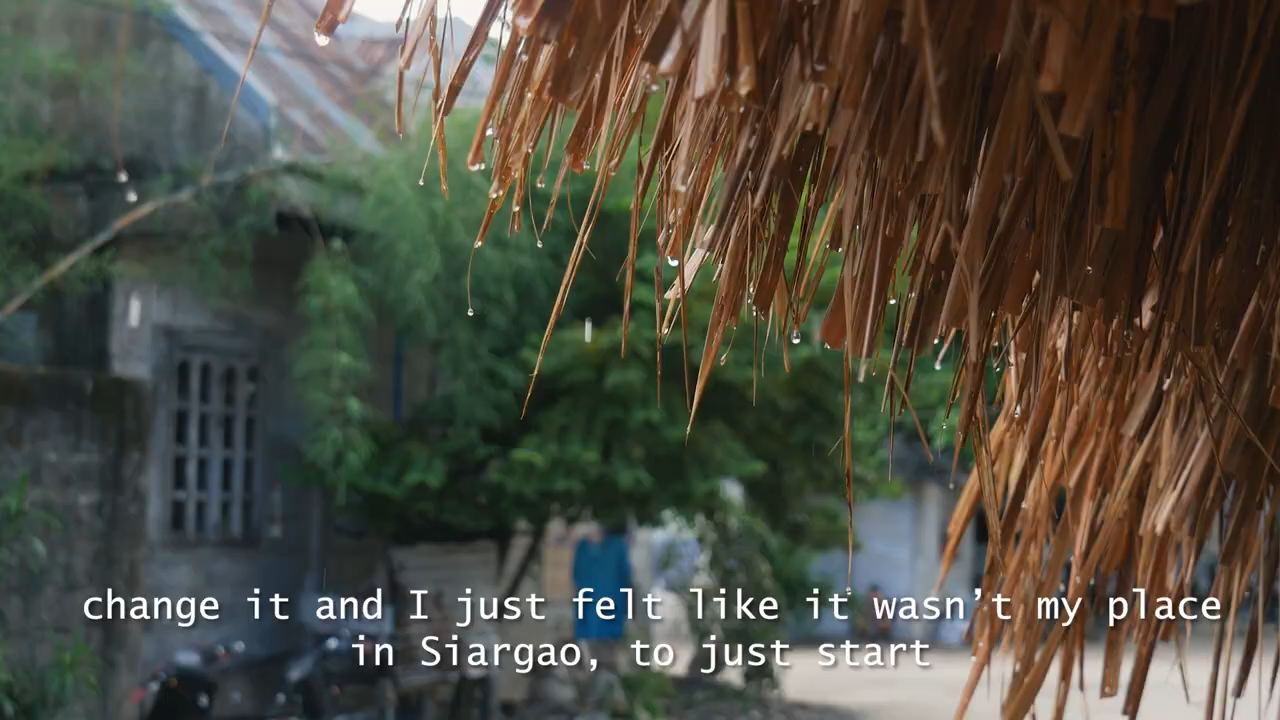 change it and I just felt like it wasn’t my place
in Siargao, to just start